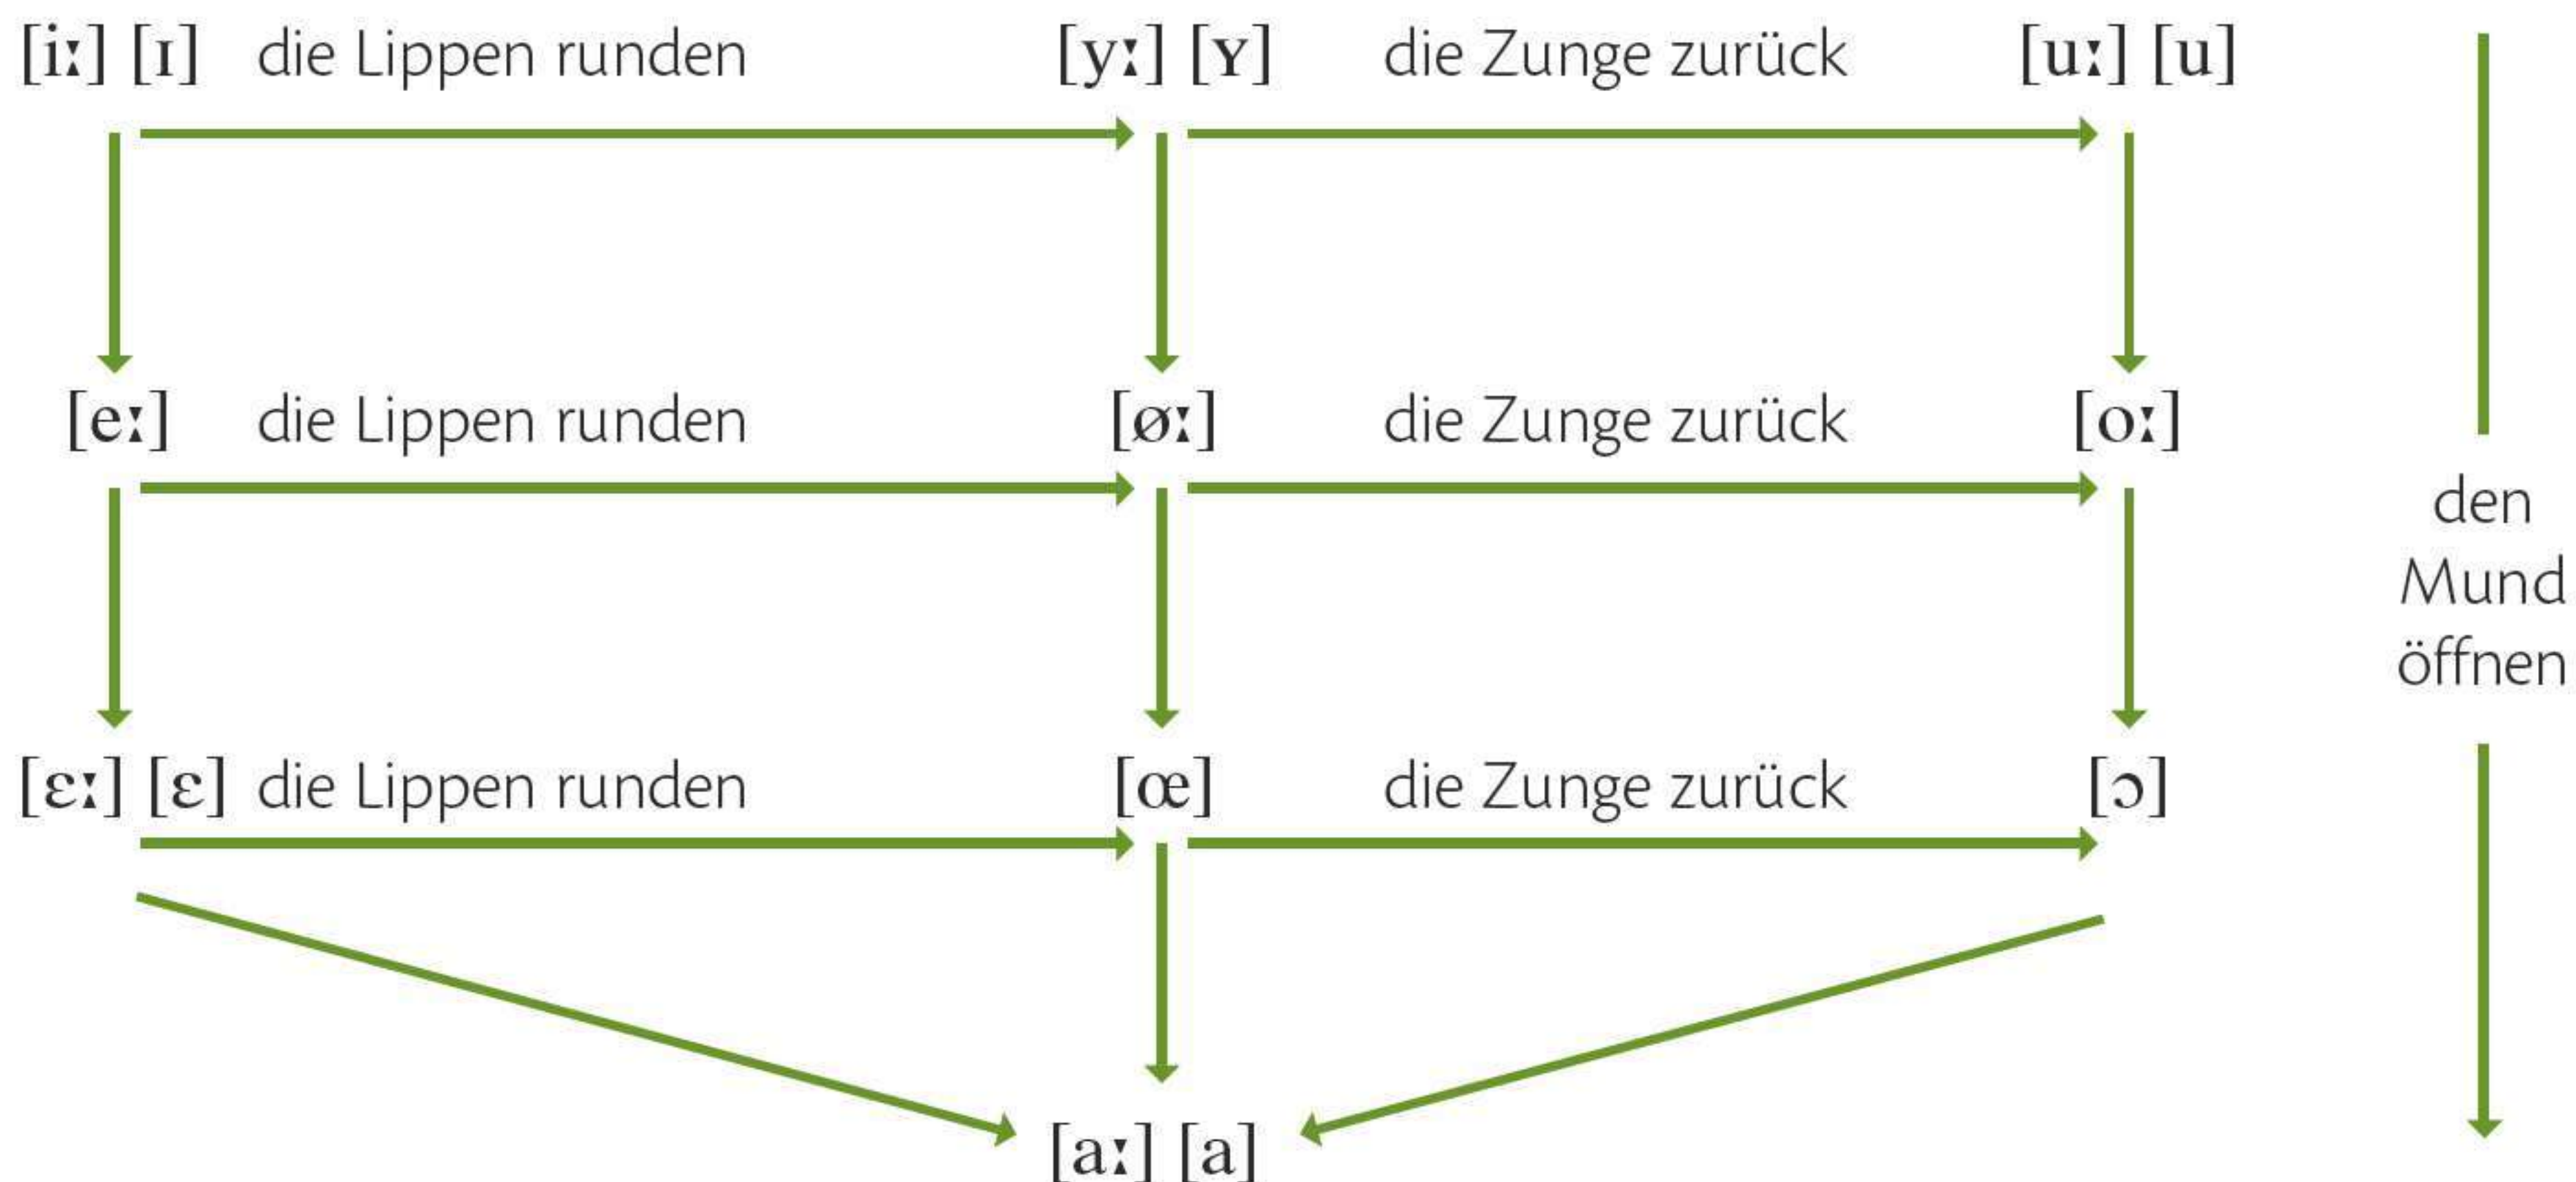 [iː] [ɪ] die Lippen runden [yː] [ʏ] die Zunge zurück [uː] [u]
[eː] die Lippen runden [øː] die Zunge zurück [oː]
den
Mund
öffnen
[ɛː] [ɛ] die Lippen runden [œ] die Zunge zurück [ɔ]
[aː] [a]